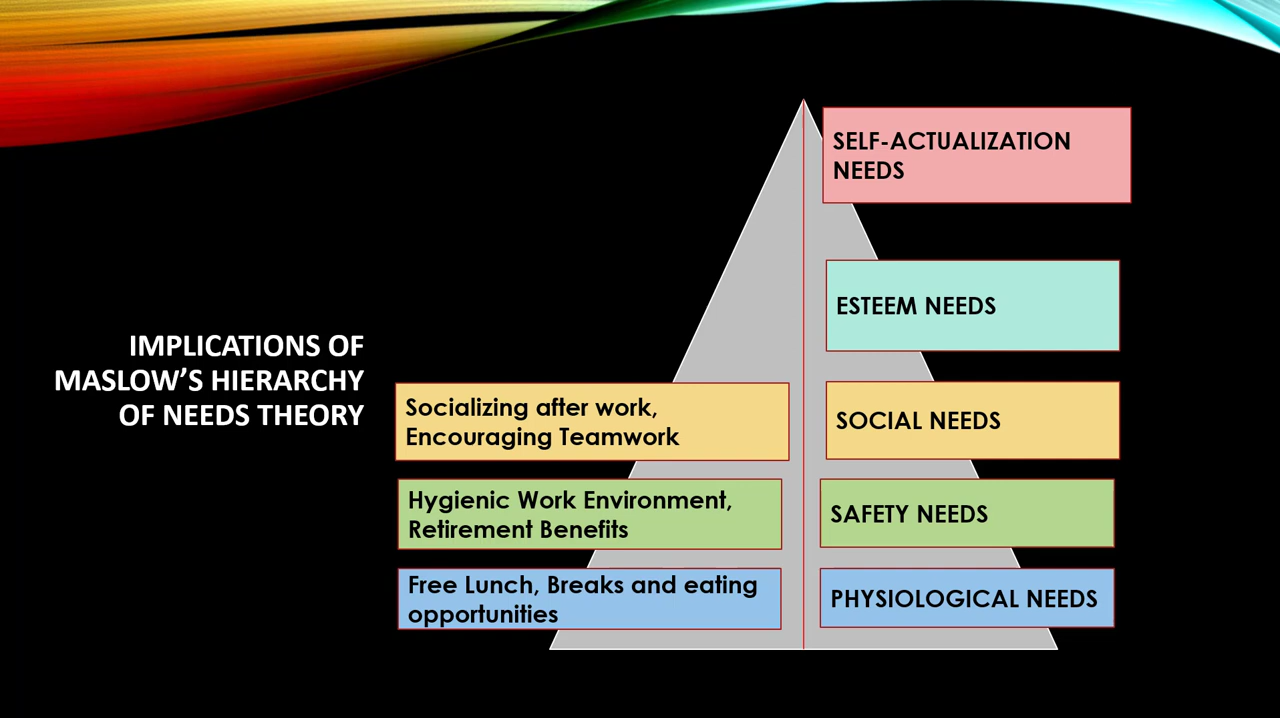 IMPLICATIONS OF
MASLOW’S HIERARCHY
OF NEEDS THEORY
SELF-ACTUALIZATION
NEEDS
ESTEEM NEEDS
Socializing after work,
Encouraging Teamwork
SOCIAL NEEDS
Hygienic Work Environment,
Retirement Benefits
SAFETY NEEDS
Free Lunch, Breaks and eating
opportunities
PHYSIOLOGICAL NEEDS